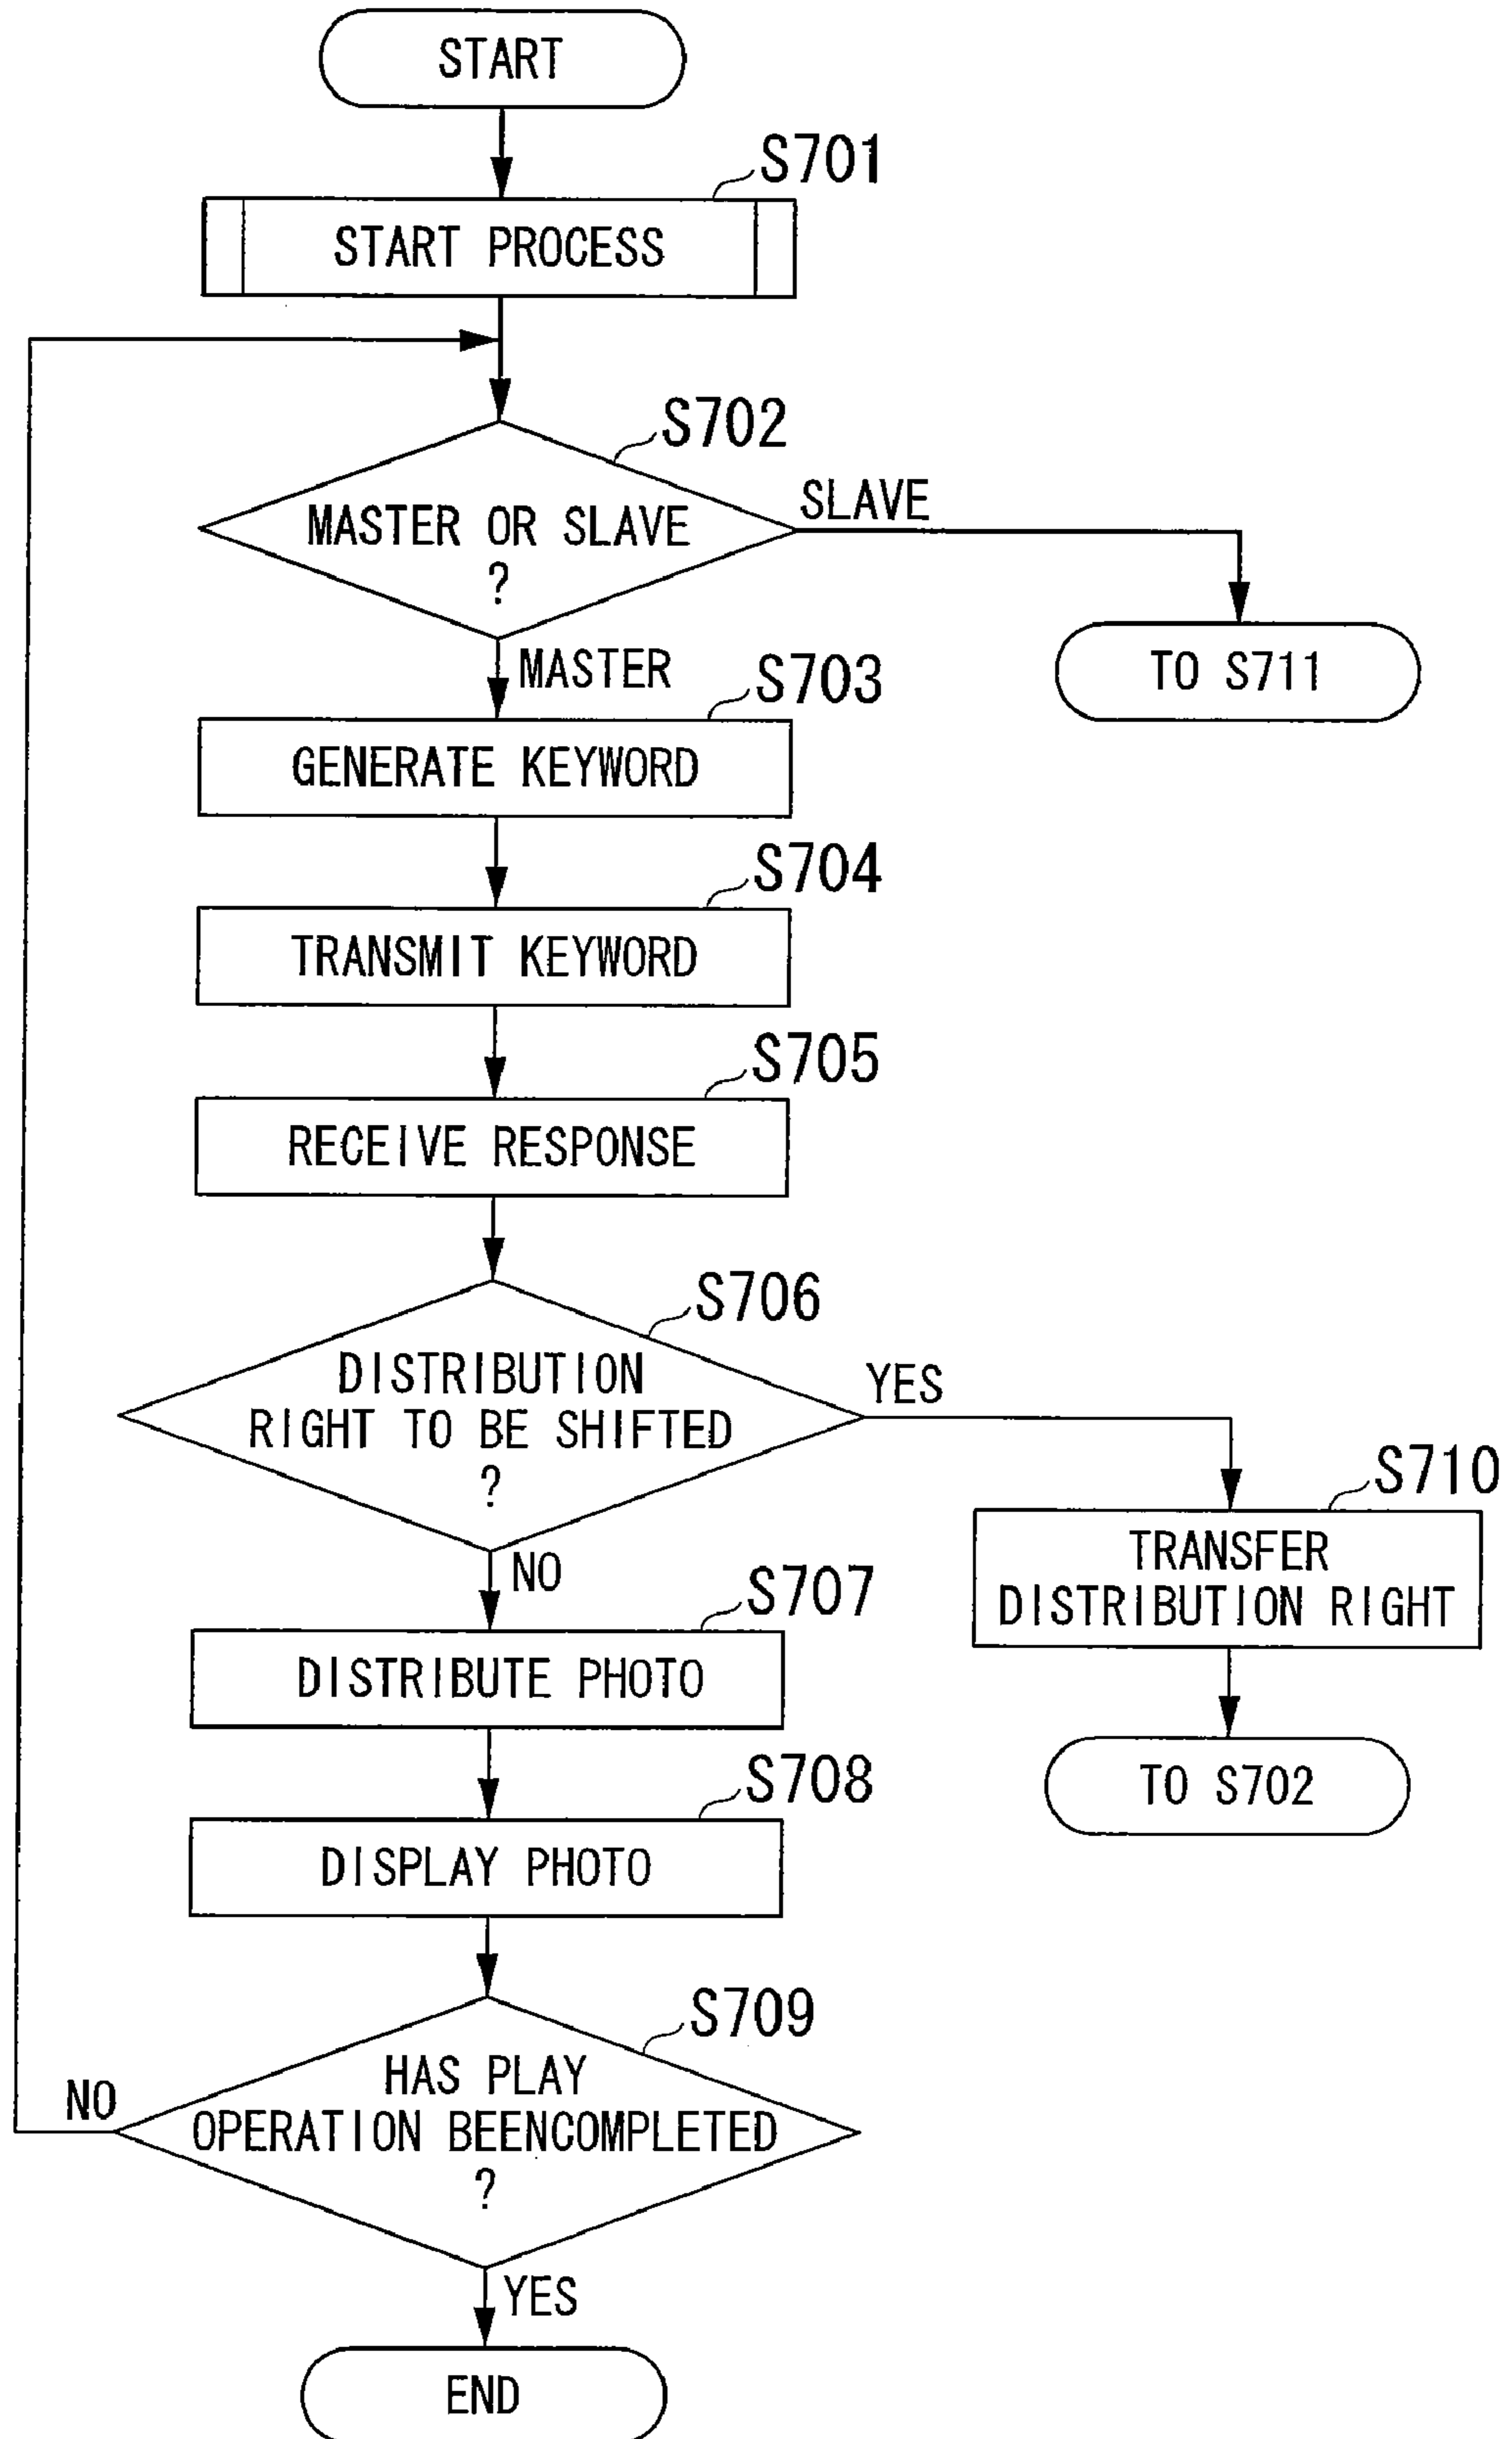 START
S701
START PROCESS
S702
MASTER OR SLAVE
?
SLAVE
TO S711
MASTER
S703
GENERATE KEYWORD
S704
TRANSMIT KEYWORD
S705
RECEIVE RESPONSE
S706
DISTRIBUTION
RIGHT TO BE SHIFTED
?
YES
S710
TRANSFER
DISTRIBUTION RIGHT
TO S702
NO
S707
DISTRIBUTE PHOTO
S708
DISPLAY PHOTO
S709
HAS PLAY
OPERATION BEENCOMPLETED
?
NO
YES
END